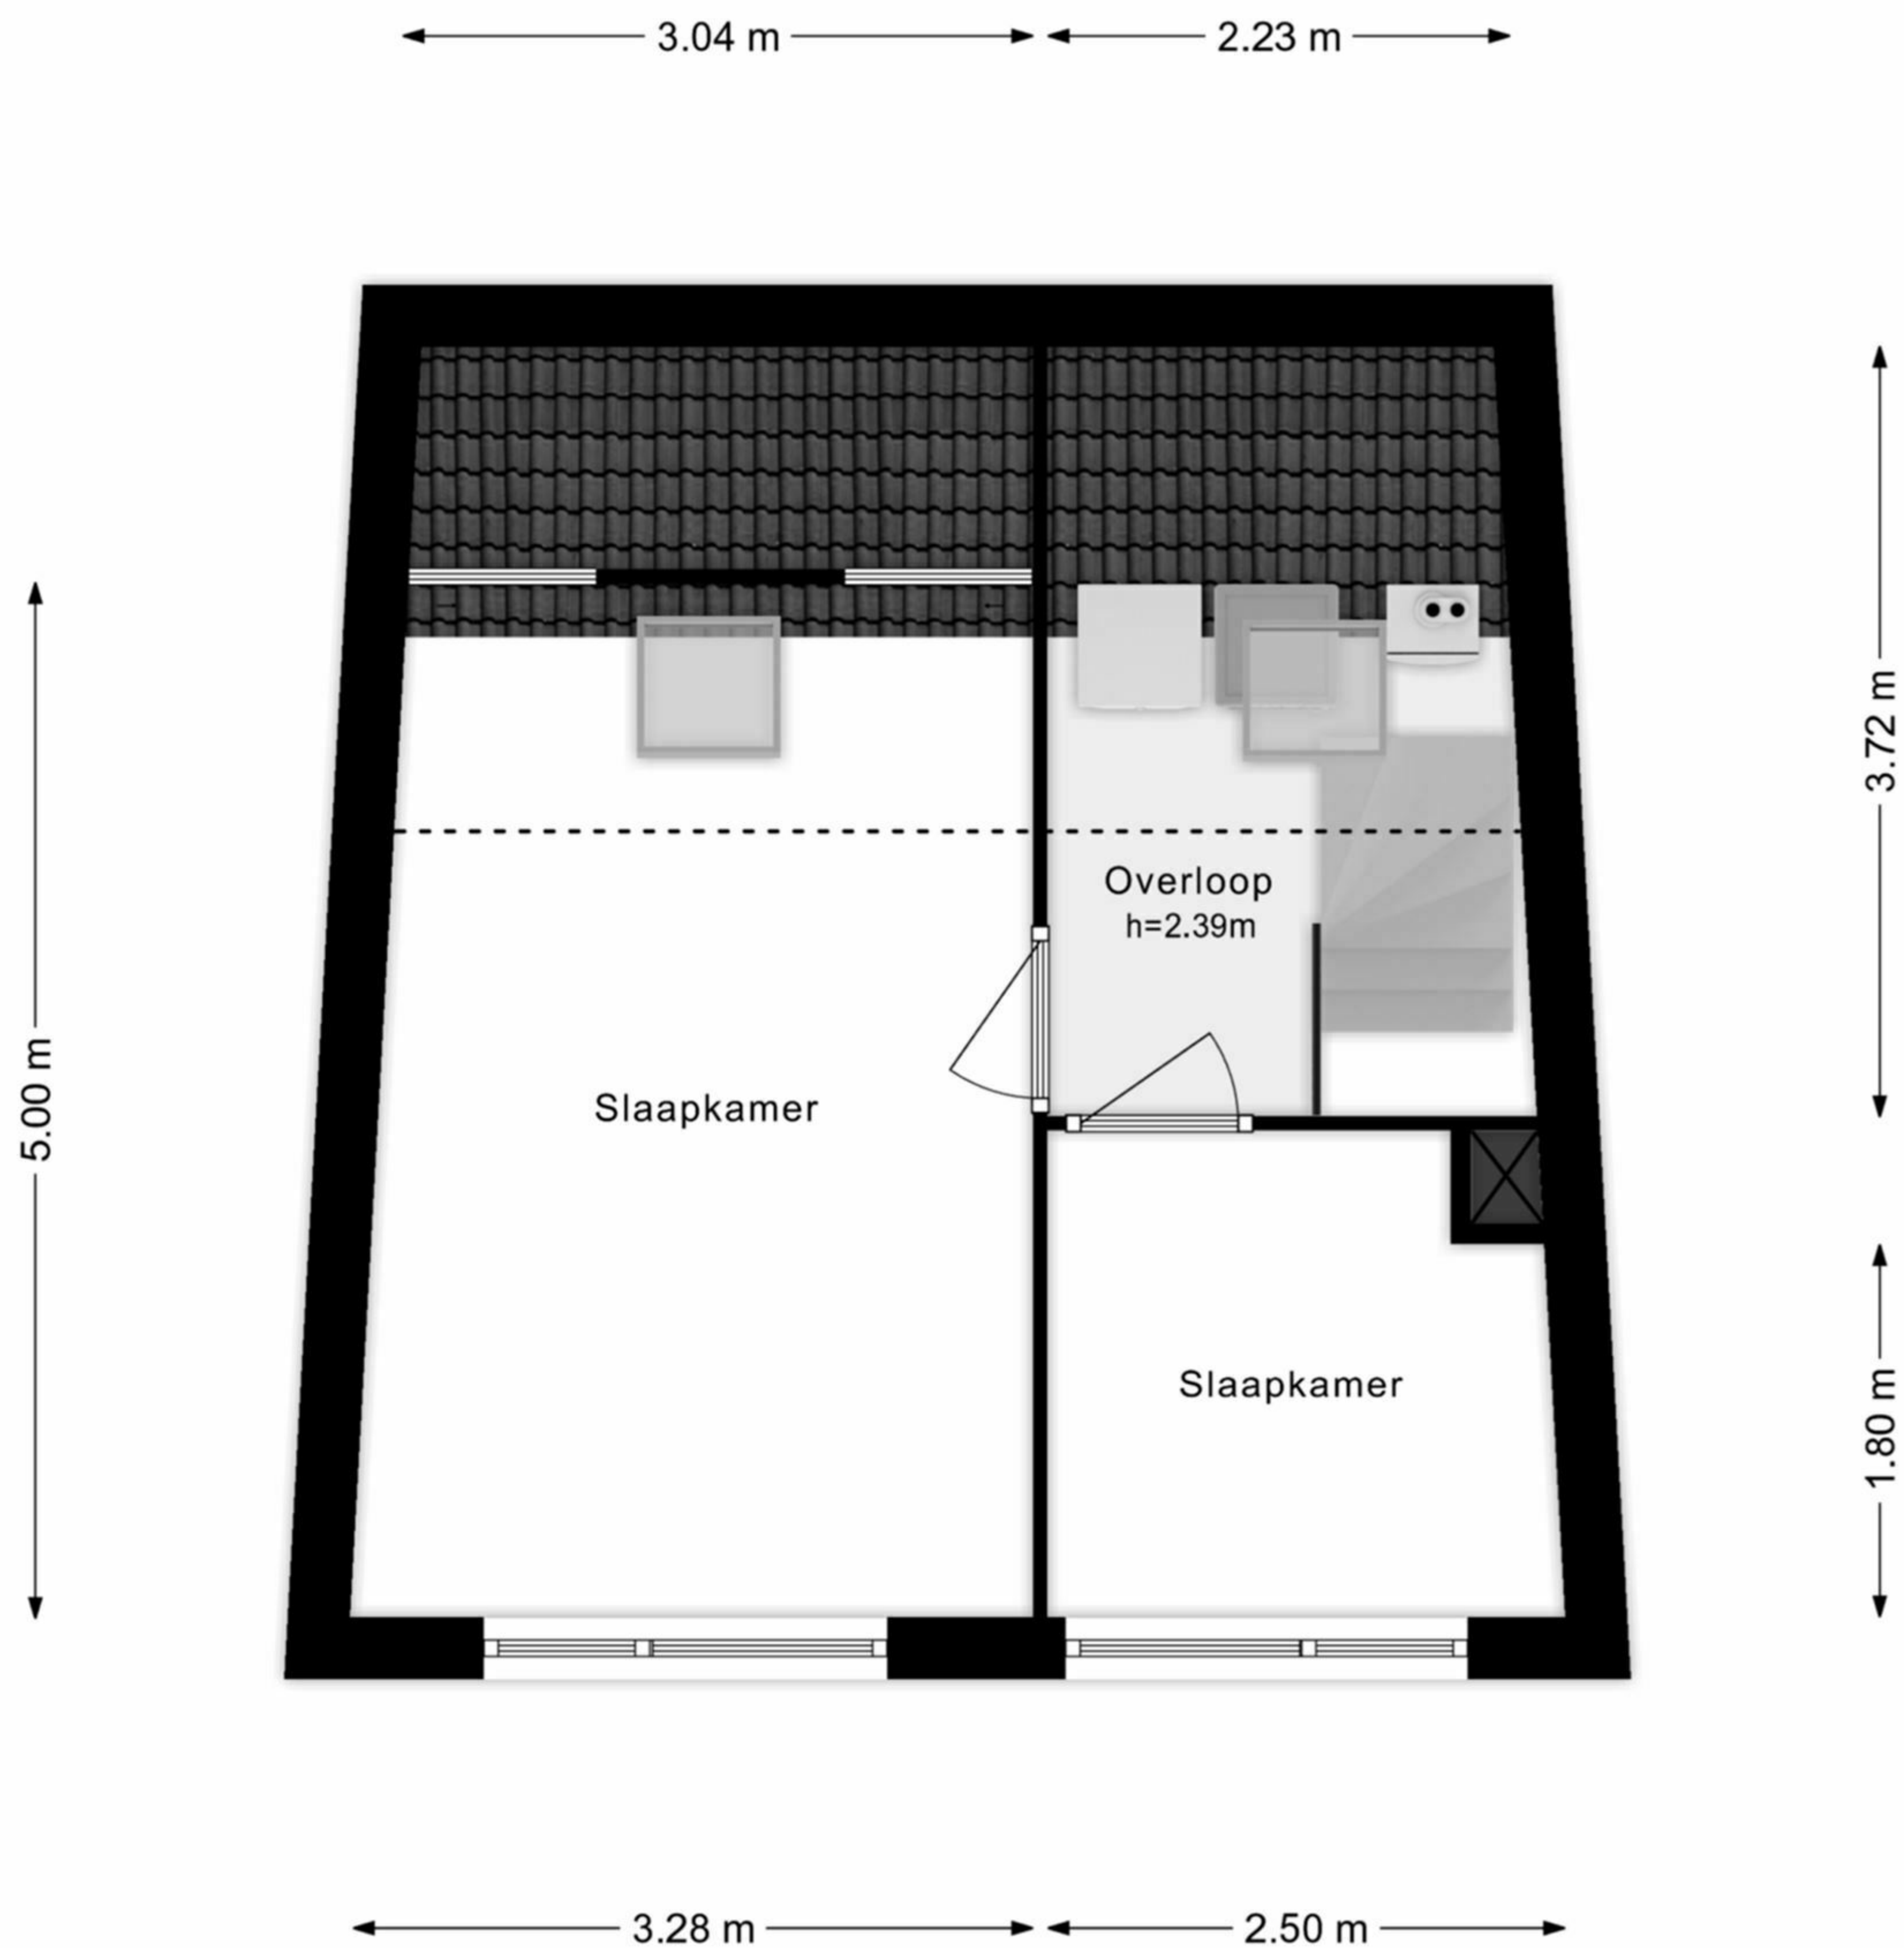 3.04 m
2.23 m
3.72 m
Overloop
h=2.39m
5.00 m
Slaapkamer
Slaapkamer
1.80 m
3.28 m
2.50 m